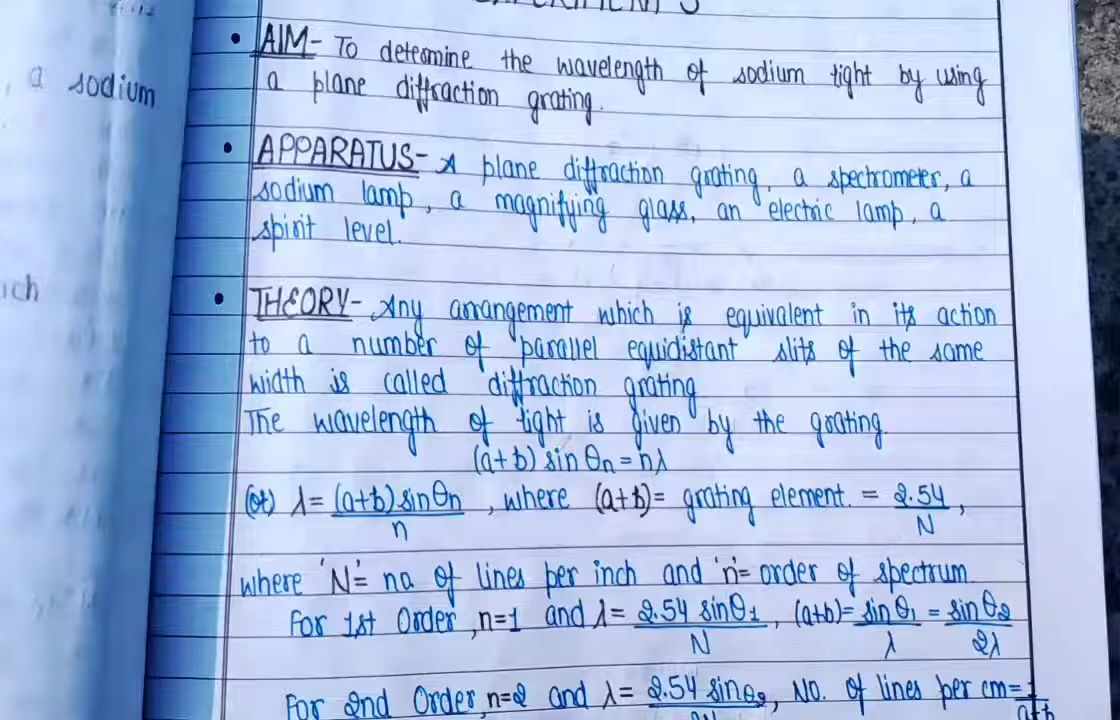 a sodium
ich
EXPERIMENT 3
• AIM- To determine the wavelength of sodium light by using
a plane diffraction grating.
• APPARATUS- A plane diffraction grating, a spectrometer, a
sodium lamp, a magnifying glass, an electric lamp, a
spirit level.
• THEORY- Any arrangement which is equivalent in its action
to a number of parallel equidistant slits of the same
width is called diffraction grating
The wavelength of light is given by the grating.
(a+b) sin θn = nλ
(or) λ = (a+b) sinθn / n , where (a+b) = grating element. = 2.54 / N ,
where 'N' = no of lines per inch and 'n' = order of spectrum
For 1st Order, n=1 and λ = 2.54 sinθ1 / N , (a+b) = sinθ1 / λ = sinθ2 / 2λ
For 2nd Order, n=2 and λ = 2.54 sinθ2 / 2N , No. of lines per cm = 1 / a+b